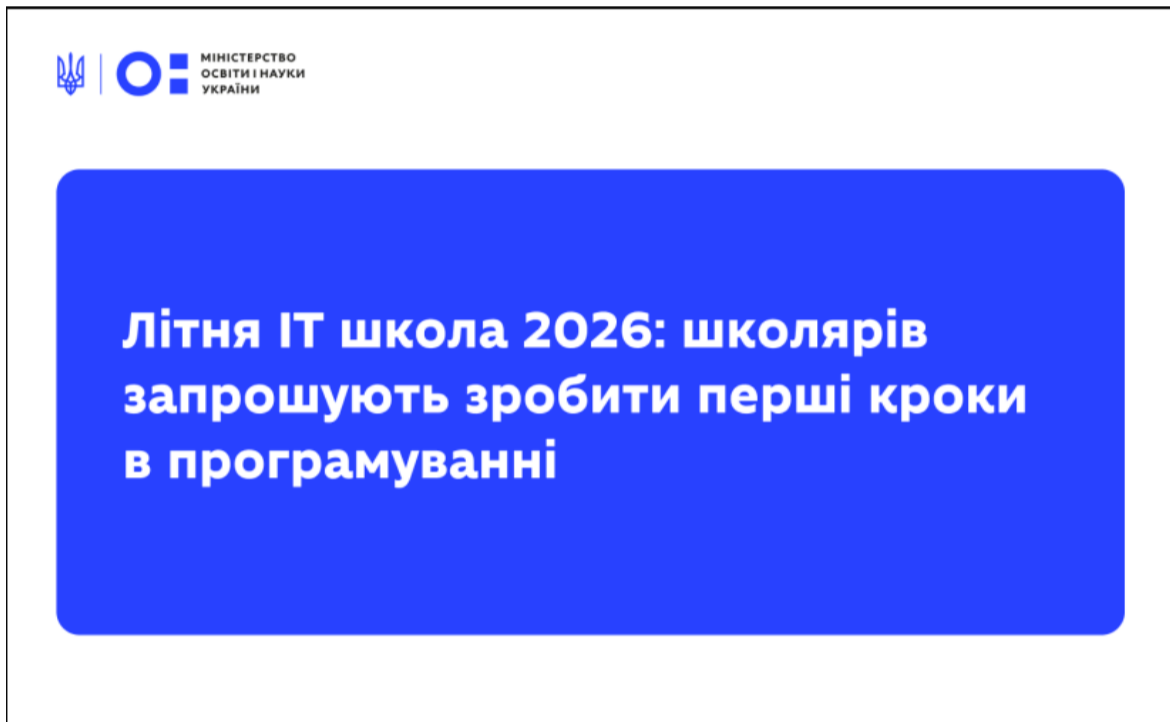 МІНІСТЕРСТВО
ОСВІТИ І НАУКИ
УКРАЇНИ
Літня ІТ школа 2026: школярів
запрошують зробити перші кроки
в програмуванні